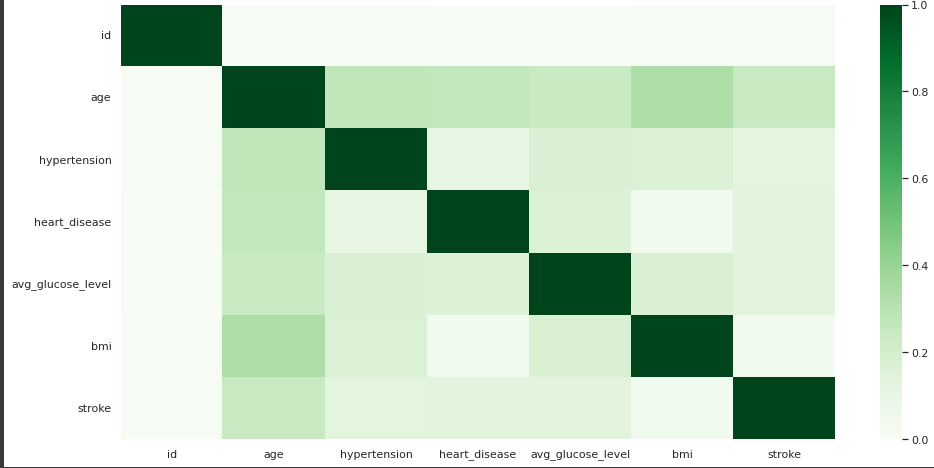 id
age
hypertension
heart_disease
avg_glucose_level
bmi
stroke
id age hypertension heart_disease avg_glucose_level bmi stroke
1.0
0.8
0.6
0.4
0.2
0.0